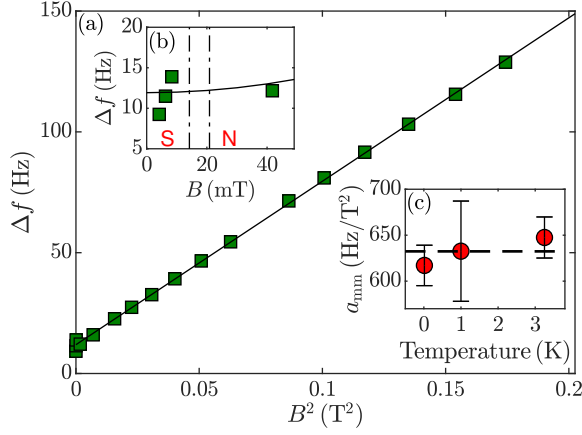 150
100
50
0
Δf (Hz)
0
0.05
0.1
0.15
0.2
B² (T²)
(a)
(b)
20
15
10
5
Δf (Hz)
S
N
0
20
40
B (mT)
(c)
700
650
600
a_mm (Hz/T²)
0
1
2
3
Temperature (K)